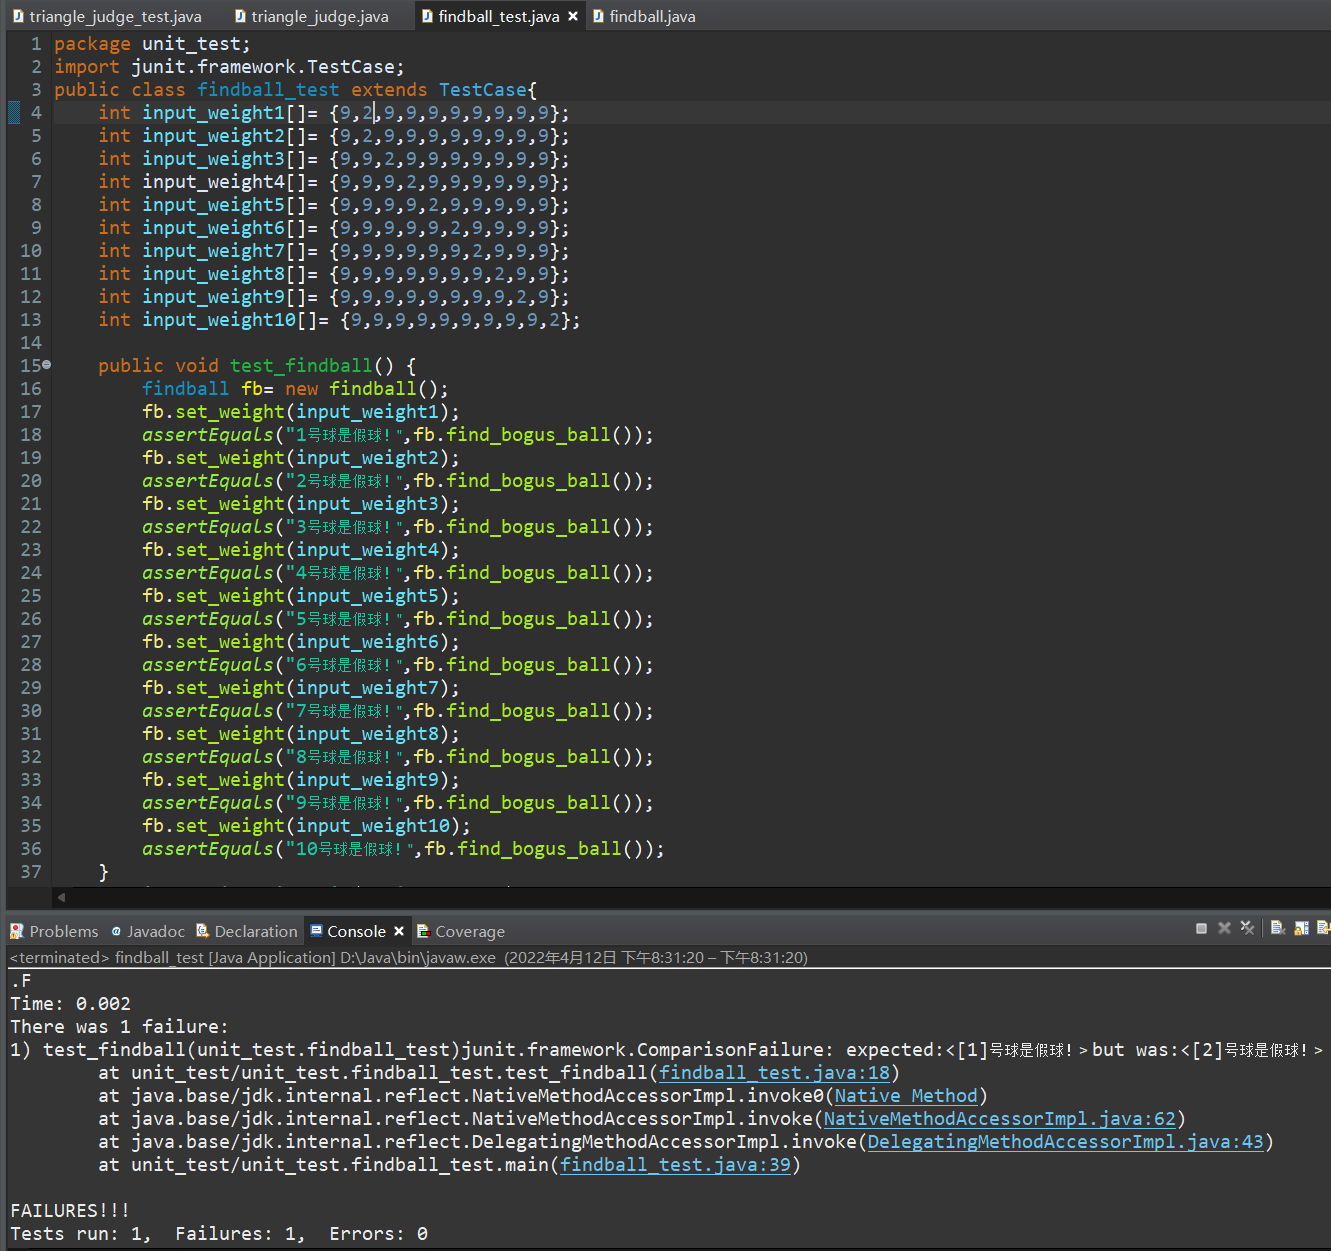 triangle_judge_test.java triangle_judge.java findball_test.java findball.java
1 package unit_test;
2 import junit.framework.TestCase;
3 public class findball_test extends TestCase{
4 int input_weight1[]= {9,2,9,9,9,9,9,9,9,9};
5 int input_weight2[]= {9,2,9,9,9,9,9,9,9,9};
6 int input_weight3[]= {9,9,2,9,9,9,9,9,9,9};
7 int input_weight4[]= {9,9,9,2,9,9,9,9,9,9};
8 int input_weight5[]= {9,9,9,9,2,9,9,9,9,9};
9 int input_weight6[]= {9,9,9,9,9,2,9,9,9,9};
10 int input_weight7[]= {9,9,9,9,9,9,2,9,9,9};
11 int input_weight8[]= {9,9,9,9,9,9,9,2,9,9};
12 int input_weight9[]= {9,9,9,9,9,9,9,9,2,9};
13 int input_weight10[]= {9,9,9,9,9,9,9,9,9,2};
14
15 public void test_findball() {
16 findball fb= new findball();
17 fb.set_weight(input_weight1);
18 assertEquals("1号球是假球!",fb.find_bogus_ball());
19 fb.set_weight(input_weight2);
20 assertEquals("2号球是假球!",fb.find_bogus_ball());
21 fb.set_weight(input_weight3);
22 assertEquals("3号球是假球!",fb.find_bogus_ball());
23 fb.set_weight(input_weight4);
24 assertEquals("4号球是假球!",fb.find_bogus_ball());
25 fb.set_weight(input_weight5);
26 assertEquals("5号球是假球!",fb.find_bogus_ball());
27 fb.set_weight(input_weight6);
28 assertEquals("6号球是假球!",fb.find_bogus_ball());
29 fb.set_weight(input_weight7);
30 assertEquals("7号球是假球!",fb.find_bogus_ball());
31 fb.set_weight(input_weight8);
32 assertEquals("8号球是假球!",fb.find_bogus_ball());
33 fb.set_weight(input_weight9);
34 assertEquals("9号球是假球!",fb.find_bogus_ball());
35 fb.set_weight(input_weight10);
36 assertEquals("10号球是假球!",fb.find_bogus_ball());
37 }
Problems Javadoc Declaration Console Coverage
<terminated> findball_test [Java Application] D:\Java\bin\javaw.exe (2022年4月12日 下午8:31:20 – 下午8:31:20)
.F
Time: 0.002
There was 1 failure:
1) test_findball(unit_test.findball_test)junit.framework.ComparisonFailure: expected:<[1]号球是假球!> but was:<[2]号球是假球!>
at unit_test/unit_test.findball_test.test_findball(findball_test.java:18)
at java.base/jdk.internal.reflect.NativeMethodAccessorImpl.invoke0(Native Method)
at java.base/jdk.internal.reflect.NativeMethodAccessorImpl.invoke(NativeMethodAccessorImpl.java:62)
at java.base/jdk.internal.reflect.DelegatingMethodAccessorImpl.invoke(DelegatingMethodAccessorImpl.java:43)
at unit_test/unit_test.findball_test.main(findball_test.java:39)
FAILURES!!!
Tests run: 1,  Failures: 1,  Errors: 0